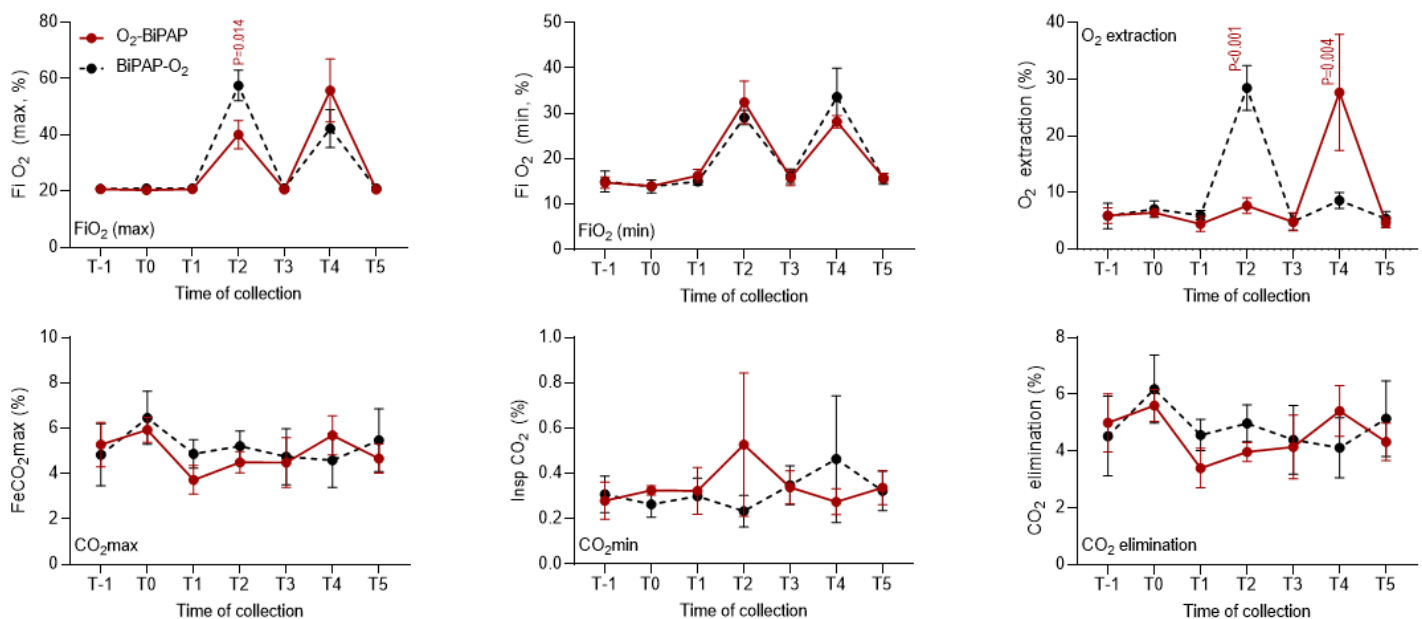 80
60
40
20
0
FI O₂ (max, %)
O₂-BiPAP
BiPAP-O₂
P=0.014
FiO₂ (max)
T-1 T0 T1 T2 T3 T4 T5
Time of collection
50
40
30
20
10
0
FI O₂ (min, %)
FiO₂ (min)
T-1 T0 T1 T2 T3 T4 T5
Time of collection
40
30
20
10
0
O₂ extraction (%)
O₂ extraction
P<0.001
P=0.004
T-1 T0 T1 T2 T3 T4 T5
Time of collection
10
8
6
4
2
0
FeCO₂max (%)
CO₂max
T-1 T0 T1 T2 T3 T4 T5
Time of collection
1.0
0.8
0.6
0.4
0.2
0.0
Insp CO₂ (%)
CO₂min
T-1 T0 T1 T2 T3 T4 T5
Time of collection
8
6
4
2
0
CO₂ elimination (%)
CO₂ elimination
T-1 T0 T1 T2 T3 T4 T5
Time of collection